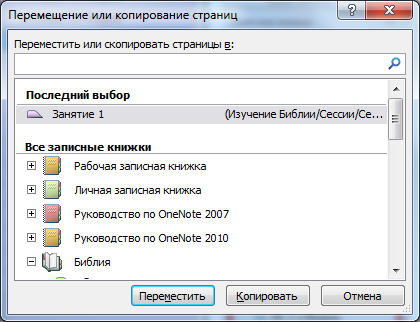 Перемещение или копирование страниц
Переместить или скопировать страницы в:
Последний выбор
Занятие 1 (Изучение Библии/Сессии/Се...
Все записные книжки
Рабочая записная книжка
Личная записная книжка
Руководство по OneNote 2007
Руководство по OneNote 2010
Библия
Переместить Копировать Отмена